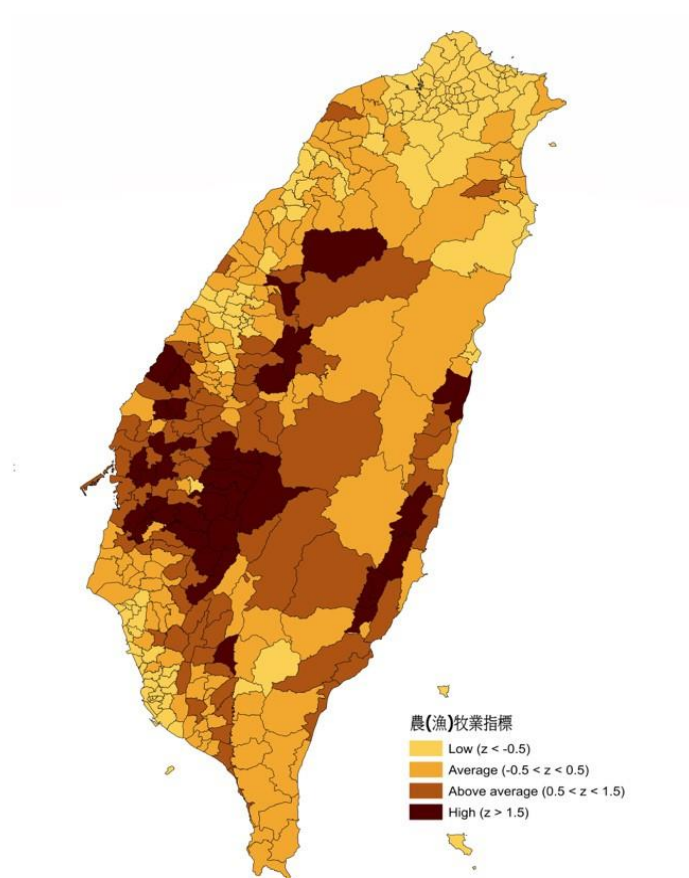 農(漁)牧業指標
Low (z < -0.5)
Average (-0.5 < z < 0.5)
Above average (0.5 < z < 1.5)
High (z > 1.5)